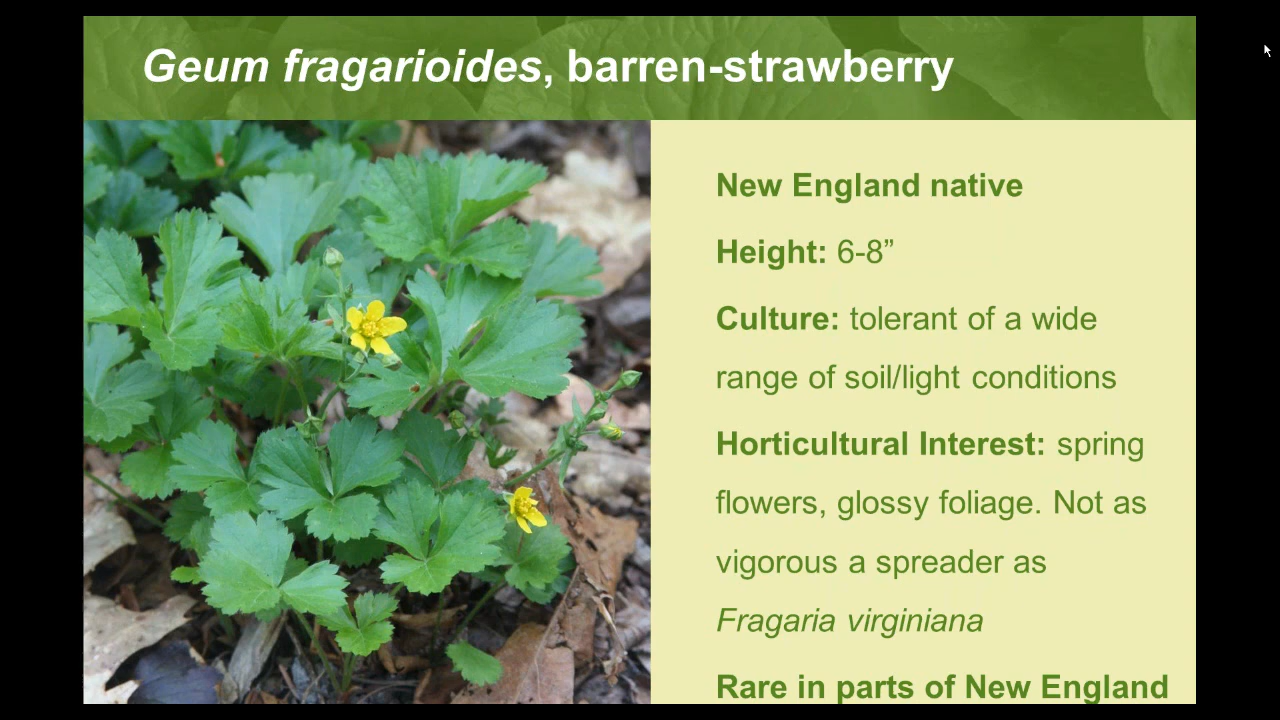 Geum fragarioides, barren-strawberry
New England native
Height: 6-8”
Culture: tolerant of a wide
range of soil/light conditions
Horticultural Interest: spring
flowers, glossy foliage. Not as
vigorous a spreader as
Fragaria virginiana
Rare in parts of New England